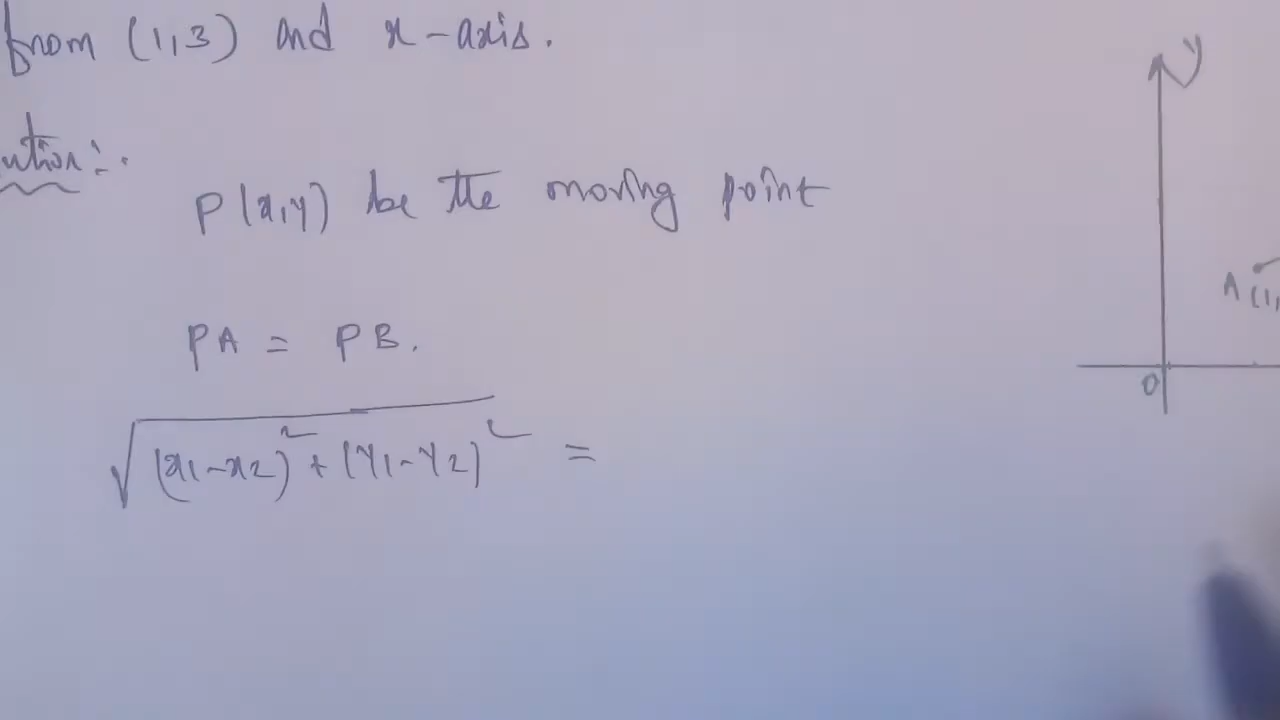 from (1,3) and x-axis.
ution:-
P(x,y) be the moving point
PA = PB.
√(x1-x2)² + (y1-y2)² =
y
A(1,
0